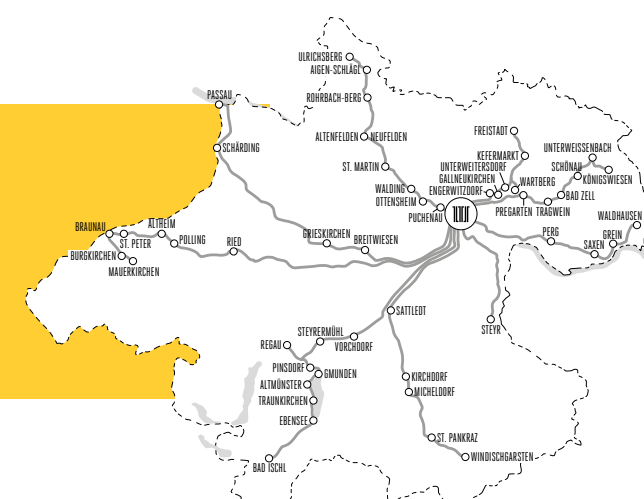 ULRICHSBERG
AIGEN-SCHLÄGL
PASSAU
ROHRBACH-BERG
ALTENFELDEN
NEUFELDEN
FREISTADT
SCHÄRDING
UNTERWEISSENBACH
KEFERMARKT
ST. MARTIN
UNTERWEITERSDORF
SCHÖNAU
GALLNEUKIRCHEN
KÖNIGSWIESEN
WALDING
ENGERWITZDORF
WARTBERG
BAD ZELL
OTTENSHEIM
PUCHENAU
PREGARTEN
TRAGWEIN
WALDHAUSEN
BRAUNAU
ALTHEIM
ST. PETER
POLLING
RIED
GRIESKIRCHEN
BREITWIESEN
PERG
GREIN
SAXEN
BURGKIRCHEN
MAUERKIRCHEN
SATTLEDT
STEYR
STEYRERMÜHL
REGAU
VORCHDORF
PINSDORF
GMUNDEN
KIRCHDORF
ALTMÜNSTER
MICHELDORF
TRAUNKIRCHEN
EBENSEE
ST. PANKRAZ
WINDISCHGARSTEN
BAD ISCHL